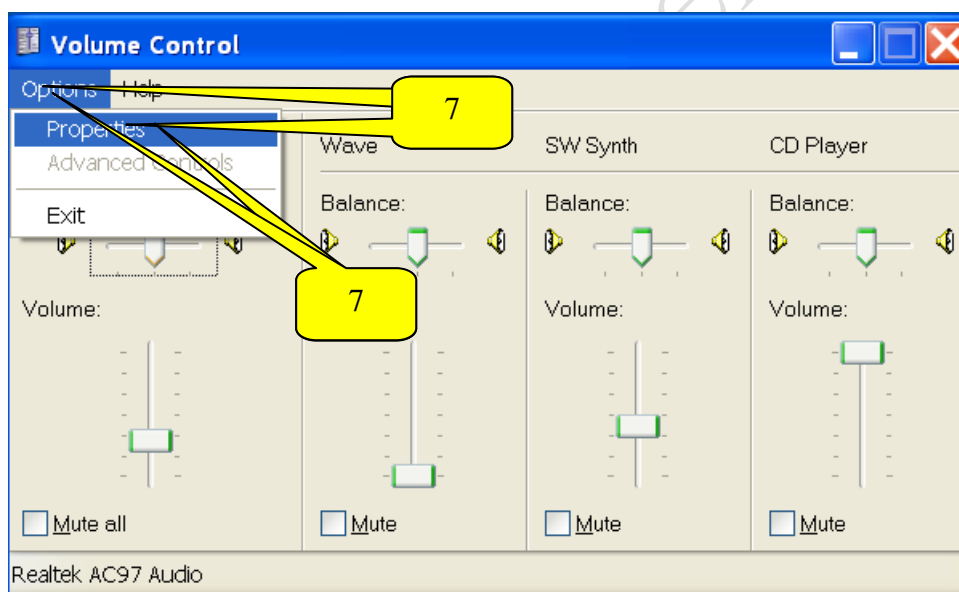 Volume Control
Options Help
7
Properties
Advanced Controls
Exit
Wave SW Synth CD Player
Balance: Balance: Balance:
7
Volume: Volume: Volume:
Mute all Mute Mute Mute
Realtek AC97 Audio